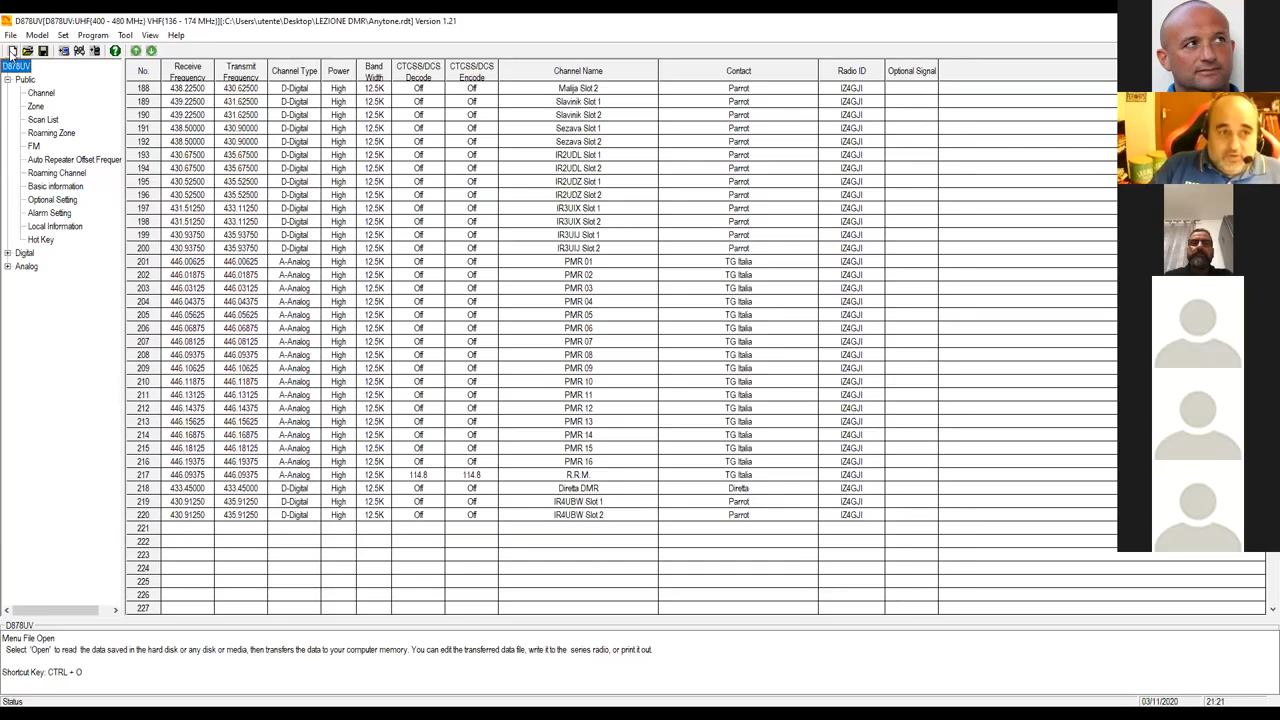 D878UV[D878UV:UHF{400 - 480 MHz} VHF{136 - 174 MHz}][:C:\Users\utente\Desktop\LEZIONE DMR\Anytone.rdt] Version 1.21
File Model Set Program Tool View Help
D878UV
Public
Channel
Zone
Scan List
Roaming Zone
FM
Auto Repeater Offset Frequer
Roaming Channel
Basic information
Optional Setting
Alarm Setting
Local Information
Hot Key
Digital
Analog
No. Receive Frequency Transmit Frequency Channel Type Power Band Width CTCSS/DCS Decode CTCSS/DCS Encode Channel Name Contact Radio ID Optional Signal
188 438.22500 430.62500 D-Digital High 12.5K Off Off Malija Slot 2 Parrot IZ4GJI
189 439.22500 431.62500 D-Digital High 12.5K Off Off Slavinik Slot 1 Parrot IZ4GJI
190 439.22500 431.62500 D-Digital High 12.5K Off Off Slavinik Slot 2 Parrot IZ4GJI
191 438.50000 430.90000 D-Digital High 12.5K Off Off Sezava Slot 1 Parrot IZ4GJI
192 438.50000 430.90000 D-Digital High 12.5K Off Off Sezava Slot 2 Parrot IZ4GJI
193 430.67500 435.67500 D-Digital High 12.5K Off Off IR2UDL Slot 1 Parrot IZ4GJI
194 430.67500 435.67500 D-Digital High 12.5K Off Off IR2UDL Slot 2 Parrot IZ4GJI
195 430.52500 435.52500 D-Digital High 12.5K Off Off IR2UDZ Slot 1 Parrot IZ4GJI
196 430.52500 435.52500 D-Digital High 12.5K Off Off IR2UDZ Slot 2 Parrot IZ4GJI
197 431.51250 433.11250 D-Digital High 12.5K Off Off IR3UIX Slot 1 Parrot IZ4GJI
198 431.51250 433.11250 D-Digital High 12.5K Off Off IR3UIX Slot 2 Parrot IZ4GJI
199 430.93750 435.93750 D-Digital High 12.5K Off Off IR3UIJ Slot 1 Parrot IZ4GJI
200 430.93750 435.93750 D-Digital High 12.5K Off Off IR3UIJ Slot 2 Parrot IZ4GJI
201 446.00625 446.00625 A-Analog High 12.5K Off Off PMR 01 TG Italia IZ4GJI
202 446.01875 446.01875 A-Analog High 12.5K Off Off PMR 02 TG Italia IZ4GJI
203 446.03125 446.03125 A-Analog High 12.5K Off Off PMR 03 TG Italia IZ4GJI
204 446.04375 446.04375 A-Analog High 12.5K Off Off PMR 04 TG Italia IZ4GJI
205 446.05625 446.05625 A-Analog High 12.5K Off Off PMR 05 TG Italia IZ4GJI
206 446.06875 446.06875 A-Analog High 12.5K Off Off PMR 06 TG Italia IZ4GJI
207 446.08125 446.08125 A-Analog High 12.5K Off Off PMR 07 TG Italia IZ4GJI
208 446.09375 446.09375 A-Analog High 12.5K Off Off PMR 08 TG Italia IZ4GJI
209 446.10625 446.10625 A-Analog High 12.5K Off Off PMR 09 TG Italia IZ4GJI
210 446.11875 446.11875 A-Analog High 12.5K Off Off PMR 10 TG Italia IZ4GJI
211 446.13125 446.13125 A-Analog High 12.5K Off Off PMR 11 TG Italia IZ4GJI
212 446.14375 446.14375 A-Analog High 12.5K Off Off PMR 12 TG Italia IZ4GJI
213 446.15625 446.15625 A-Analog High 12.5K Off Off PMR 13 TG Italia IZ4GJI
214 446.16875 446.16875 A-Analog High 12.5K Off Off PMR 14 TG Italia IZ4GJI
215 446.18125 446.18125 A-Analog High 12.5K Off Off PMR 15 TG Italia IZ4GJI
216 446.19375 446.19375 A-Analog High 12.5K Off Off PMR 16 TG Italia IZ4GJI
217 446.09375 446.09375 A-Analog High 12.5K 114.8 114.8 R.R.M. TG Italia IZ4GJI
218 433.45000 433.45000 D-Digital High 12.5K Off Off Diretta DMR Diretta IZ4GJI
219 430.91250 435.91250 D-Digital High 12.5K Off Off IR4UBW Slot 1 Parrot IZ4GJI
220 430.91250 435.91250 D-Digital High 12.5K Off Off IR4UBW Slot 2 Parrot IZ4GJI
221
222
223
224
225
226
227
D878UV
Menu File Open
Select 'Open' to read the data saved in the hard disk or any disk or media, then transfers the data to your computer memory. You can edit the transferred data file, write it to the series radio, or print it out.
Shortcut Key: CTRL + O
Status 03/11/2020 21:21